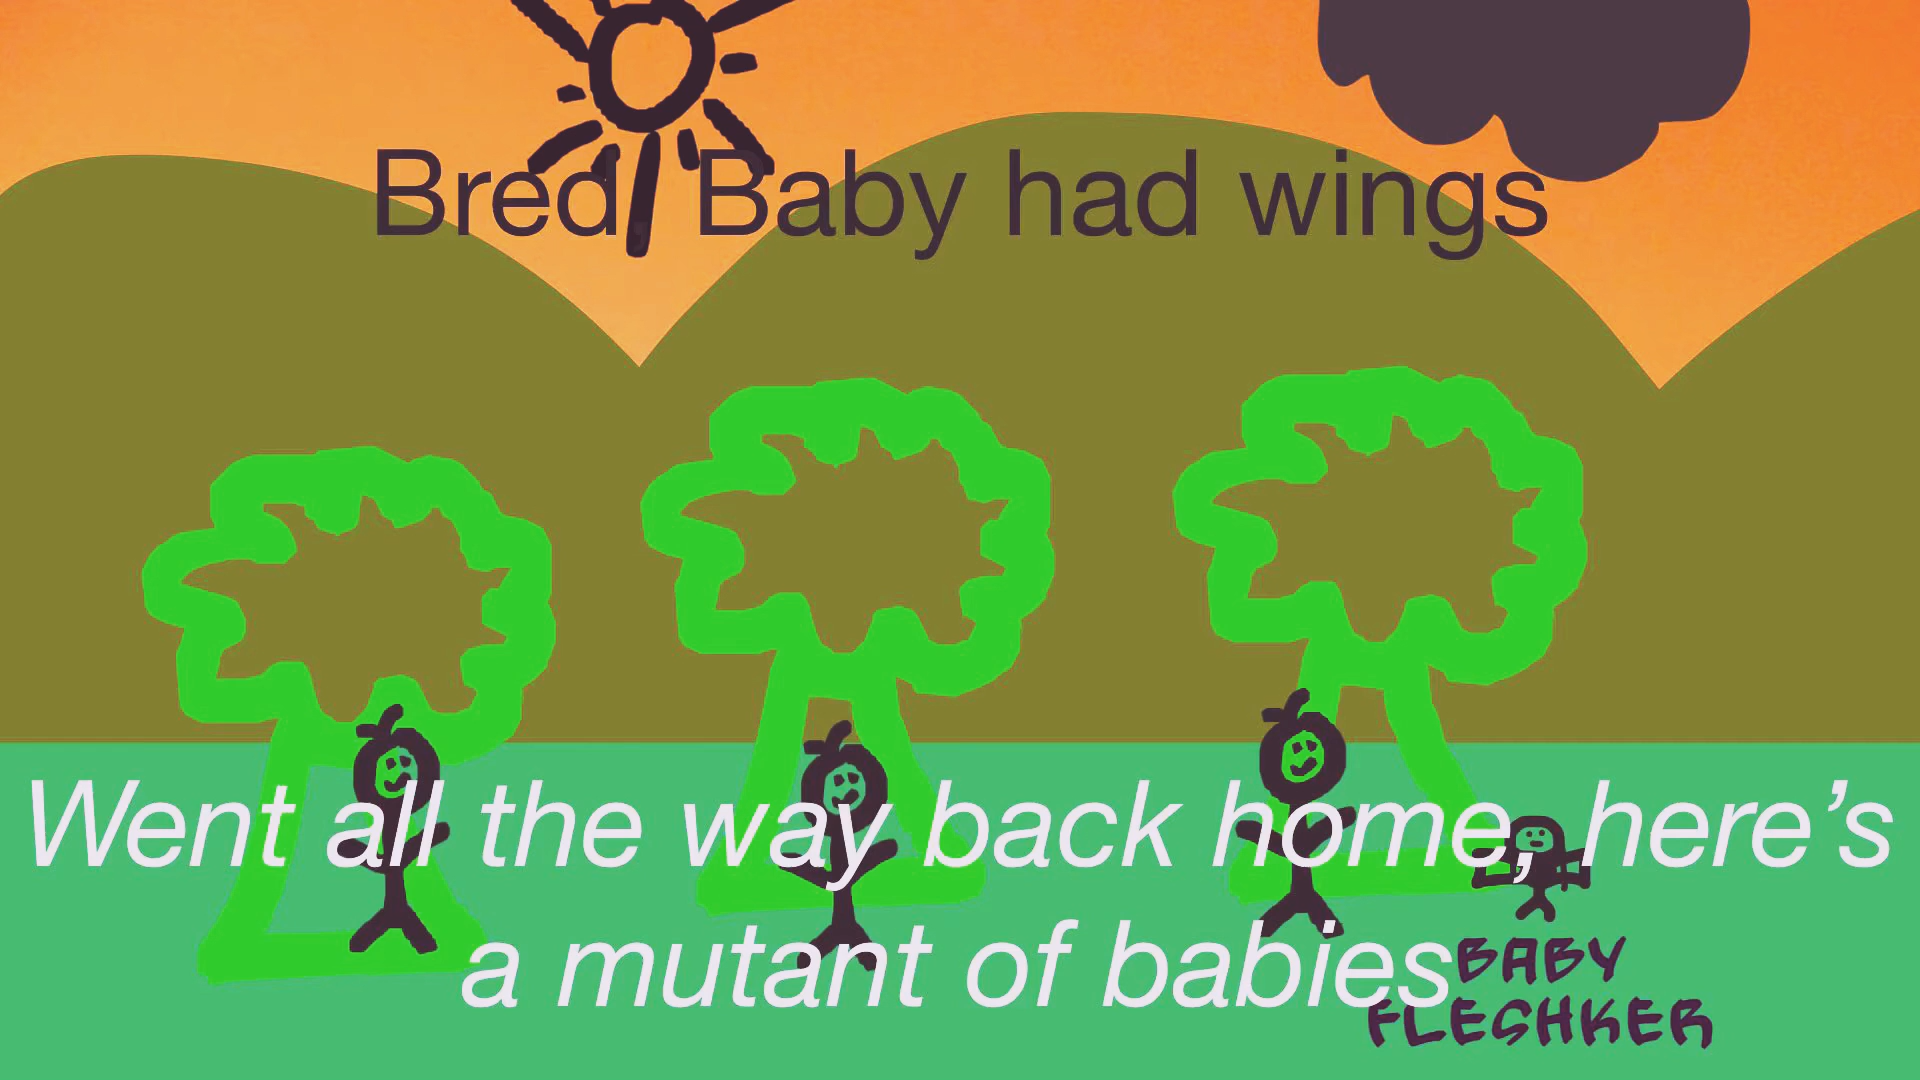 Bred, Baby had wings
Went all the way back home, here’s
a mutant of babies
BABY
FLESHKER